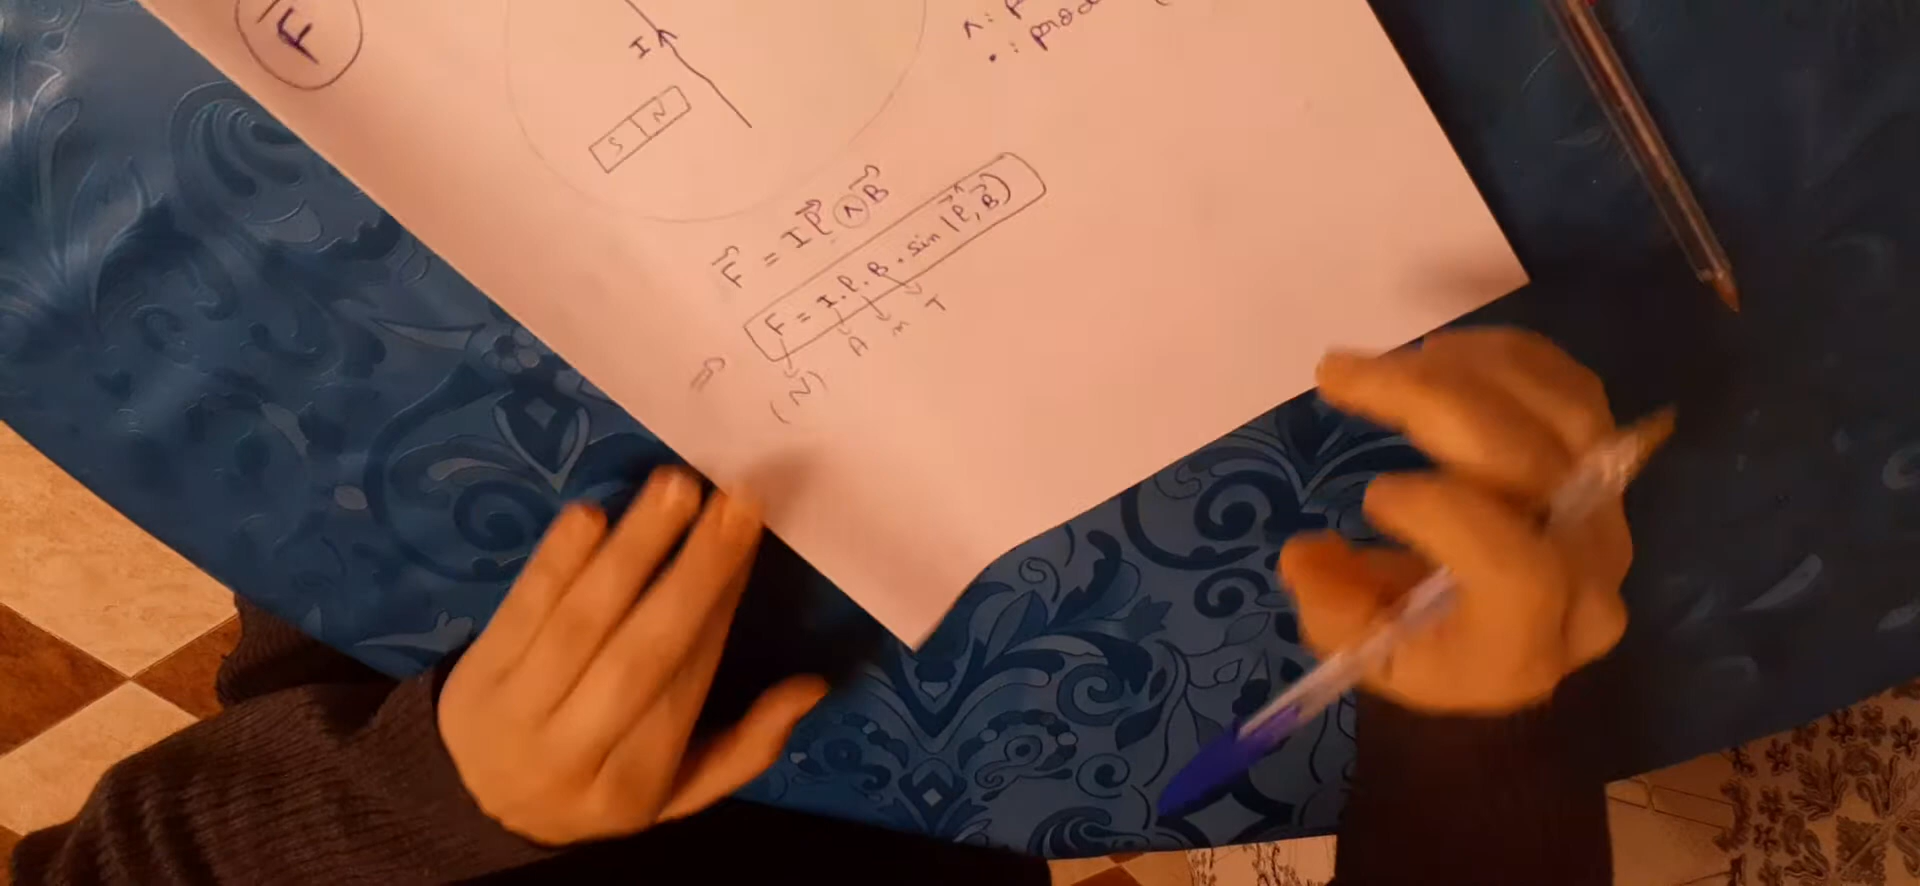 F
I
S N
∧ :
• :
F⃗ = I ℓ⃗ ∧ B⃗
F = I . ℓ . B . sin (ℓ⃗, B⃗)
(N) A T